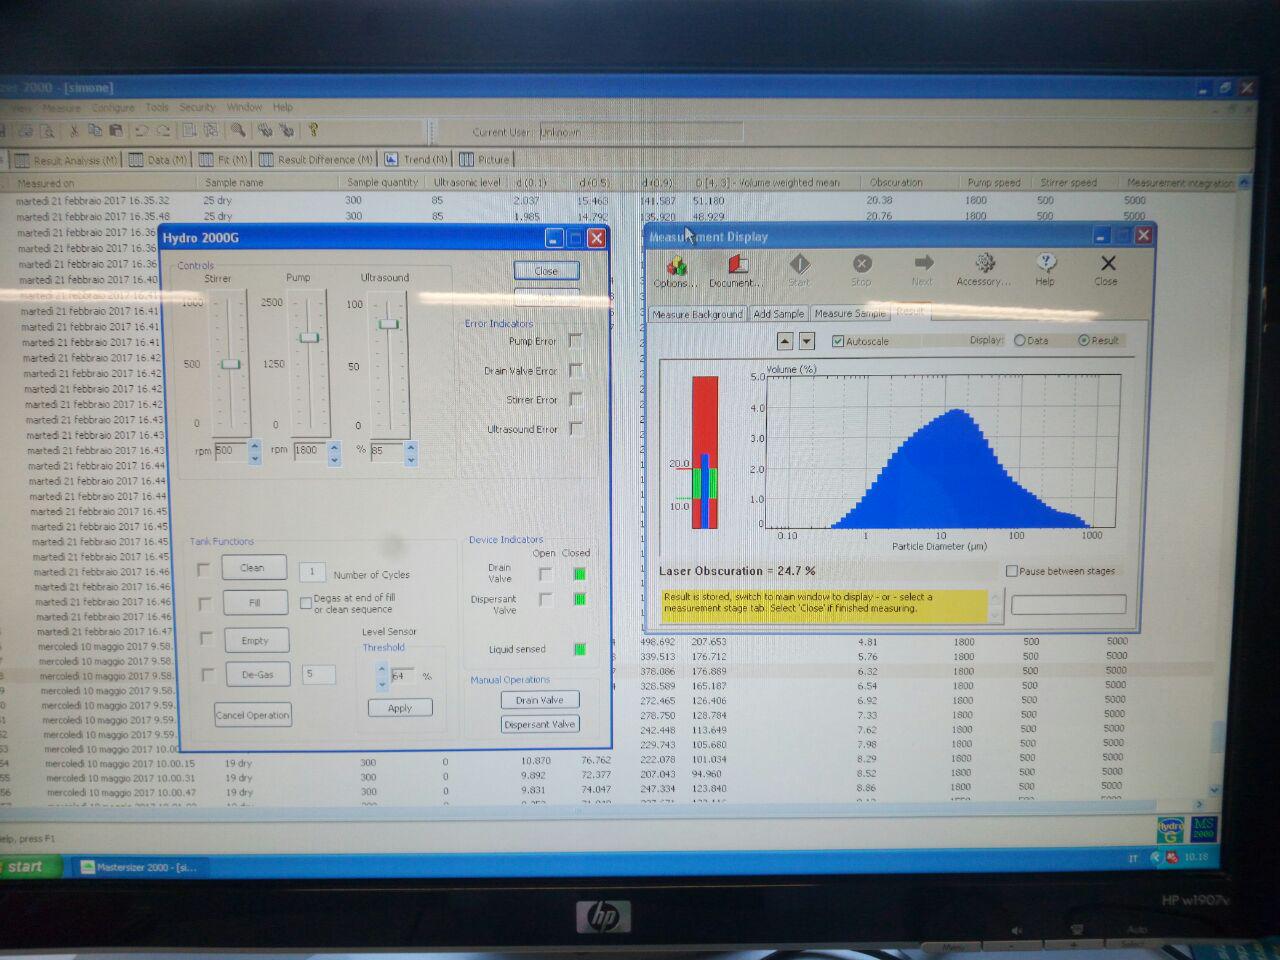 zer 2000 - [simone]
View Measure Configure Tools Security Window Help
Current User: Unknown
Result Analysis (M) Data (M) Fit (M) Result Difference (M) Trend (M) Picture
Measured on Sample name Sample quantity Ultrasonic level d (0.1) d (0.5) d (0.9) D [4, 3] - Volume weighted mean Obscuration Pump speed Stirrer speed Measurement integration
martedì 21 febbraio 2017 16.35.32 25 dry 300 85 2.037 15.463 141.587 51.180 20.38 1800 500 5000
martedì 21 febbraio 2017 16.35.48 25 dry 300 85 1.985 14.792 135.920 48.929 20.76 1800 500 5000
martedì 21 febbraio 2017 16.36
martedì 21 febbraio 2017 16.36
martedì 21 febbraio 2017 16.36
martedì 21 febbraio 2017 16.40
martedì 21 febbraio 2017 16.41
martedì 21 febbraio 2017 16.41
martedì 21 febbraio 2017 16.41
martedì 21 febbraio 2017 16.41
martedì 21 febbraio 2017 16.42
martedì 21 febbraio 2017 16.42
martedì 21 febbraio 2017 16.42
martedì 21 febbraio 2017 16.42
martedì 21 febbraio 2017 16.43
martedì 21 febbraio 2017 16.43
martedì 21 febbraio 2017 16.43
martedì 21 febbraio 2017 16.44
martedì 21 febbraio 2017 16.44
martedì 21 febbraio 2017 16.44
martedì 21 febbraio 2017 16.45
martedì 21 febbraio 2017 16.45
martedì 21 febbraio 2017 16.45
martedì 21 febbraio 2017 16.45
martedì 21 febbraio 2017 16.46
martedì 21 febbraio 2017 16.46
martedì 21 febbraio 2017 16.46
martedì 21 febbraio 2017 16.46
martedì 21 febbraio 2017 16.47
mercoledì 10 maggio 2017 9.58.
mercoledì 10 maggio 2017 9.58.
mercoledì 10 maggio 2017 9.58.
mercoledì 10 maggio 2017 9.58.
mercoledì 10 maggio 2017 9.59.
mercoledì 10 maggio 2017 9.59.
mercoledì 10 maggio 2017 9.59.
mercoledì 10 maggio 2017 10.00
Hydro 2000G
Controls
Stirrer Pump Ultrasound
1000 2500 100
500 1250 50
0 0 0
rpm 500 rpm 1800 % 85
Close
Error Indicators
Pump Error
Drain Valve Error
Stirrer Error
Ultrasound Error
Tank Functions
Clean 1 Number of Cycles
Fill Degas at end of fill
or clean sequence
Empty
De-Gas 5
Cancel Operation
Level Sensor
Threshold
64 %
Apply
Device Indicators
Open Closed
Drain
Valve
Dispersant
Valve
Liquid sensed
Manual Operations
Drain Valve
Dispersant Valve
Measurement Display
Options... Document... Start Stop Next Accessory... Help Close
Measure Background Add Sample Measure Sample Result
Autoscale Display: Data Result
20.0
10.0
Volume (%)
5.0
4.0
3.0
2.0
1.0
0
0.10 1 10 100 1000
Particle Diameter (µm)
Laser Obscuration = 24.7 %
Pause between stages
Result is stored, switch to main window to display - or - select a
measurement stage tab. Select 'Close' if finished measuring.
498.692 207.653 4.81 1800 500 5000
339.513 176.712 5.76 1800 500 5000
378.086 176.889 6.32 1800 500 5000
328.589 165.187 6.54 1800 500 5000
272.465 126.406 6.92 1800 500 5000
278.750 128.784 7.33 1800 500 5000
242.448 113.649 7.62 1800 500 5000
229.743 105.680 7.98 1800 500 5000
54 mercoledì 10 maggio 2017 10.00.15 19 dry 300 0 10.870 76.762 222.078 101.034 8.29 1800 500 5000
55 mercoledì 10 maggio 2017 10.00.31 19 dry 300 0 9.892 72.377 207.043 94.960 8.52 1800 500 5000
56 mercoledì 10 maggio 2017 10.00.47 19 dry 300 0 9.831 74.047 247.334 123.840 8.86 1800 500 5000
elp, press F1
Hydro
G
MS
2000
start Mastersizer 2000 - [si... IT 10.18
hp
HP w1907v
Menu - + Auto
Select